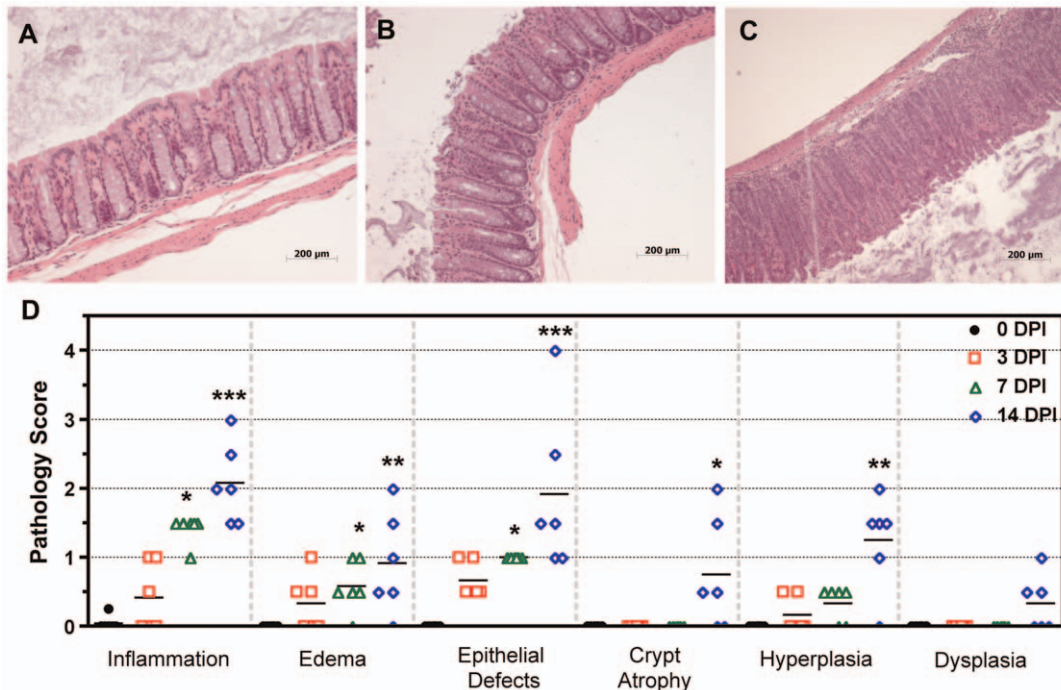 A
B
C
200 µm
200 µm
200 µm
D
Pathology Score
4
3
2
1
0
***
*
*
**
*
***
*
**
0 DPI
3 DPI
7 DPI
14 DPI
Inflammation
Edema
Epithelial
Defects
Crypt
Atrophy
Hyperplasia
Dysplasia